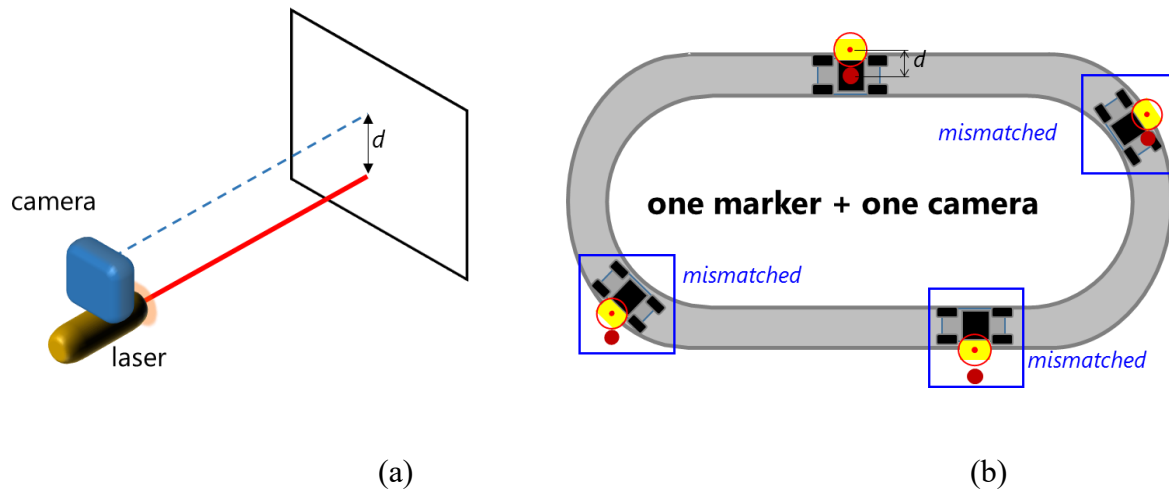 d
camera
laser
(a)
d
mismatched
one marker + one camera
mismatched
mismatched
(b)